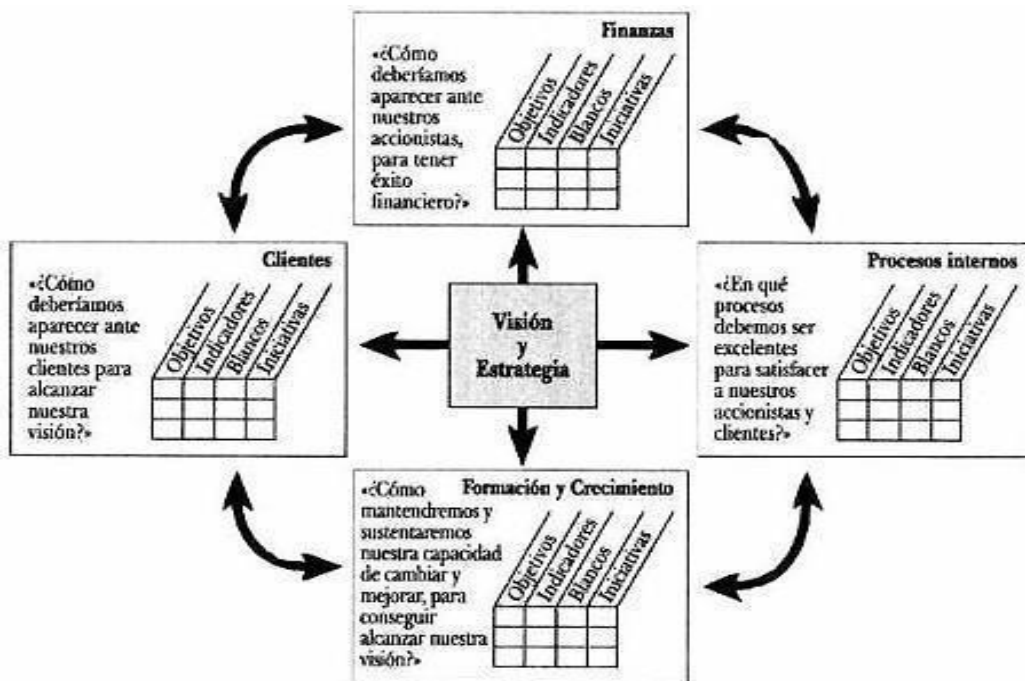 Finanzas
«¿Cómo
deberíamos
aparecer ante
nuestros
accionistas,
para tener
éxito
financiero?»
Objetivos
Indicadores
Blancos
Iniciativas
Clientes
«¿Cómo
deberíamos
aparecer ante
nuestros
clientes para
alcanzar
nuestra
visión?»
Objetivos
Indicadores
Blancos
Iniciativas
Visión
y
Estrategia
Procesos internos
«¿En qué
procesos
debemos ser
excelentes
para satisfacer
a nuestros
accionistas y
clientes?»
Objetivos
Indicadores
Blancos
Iniciativas
Formación y Crecimiento
«¿Cómo
mantendremos y
sustentaremos
nuestra capacidad
de cambiar y
mejorar, para
conseguir
alcanzar nuestra
visión?»
Objetivos
Indicadores
Blancos
Iniciativas